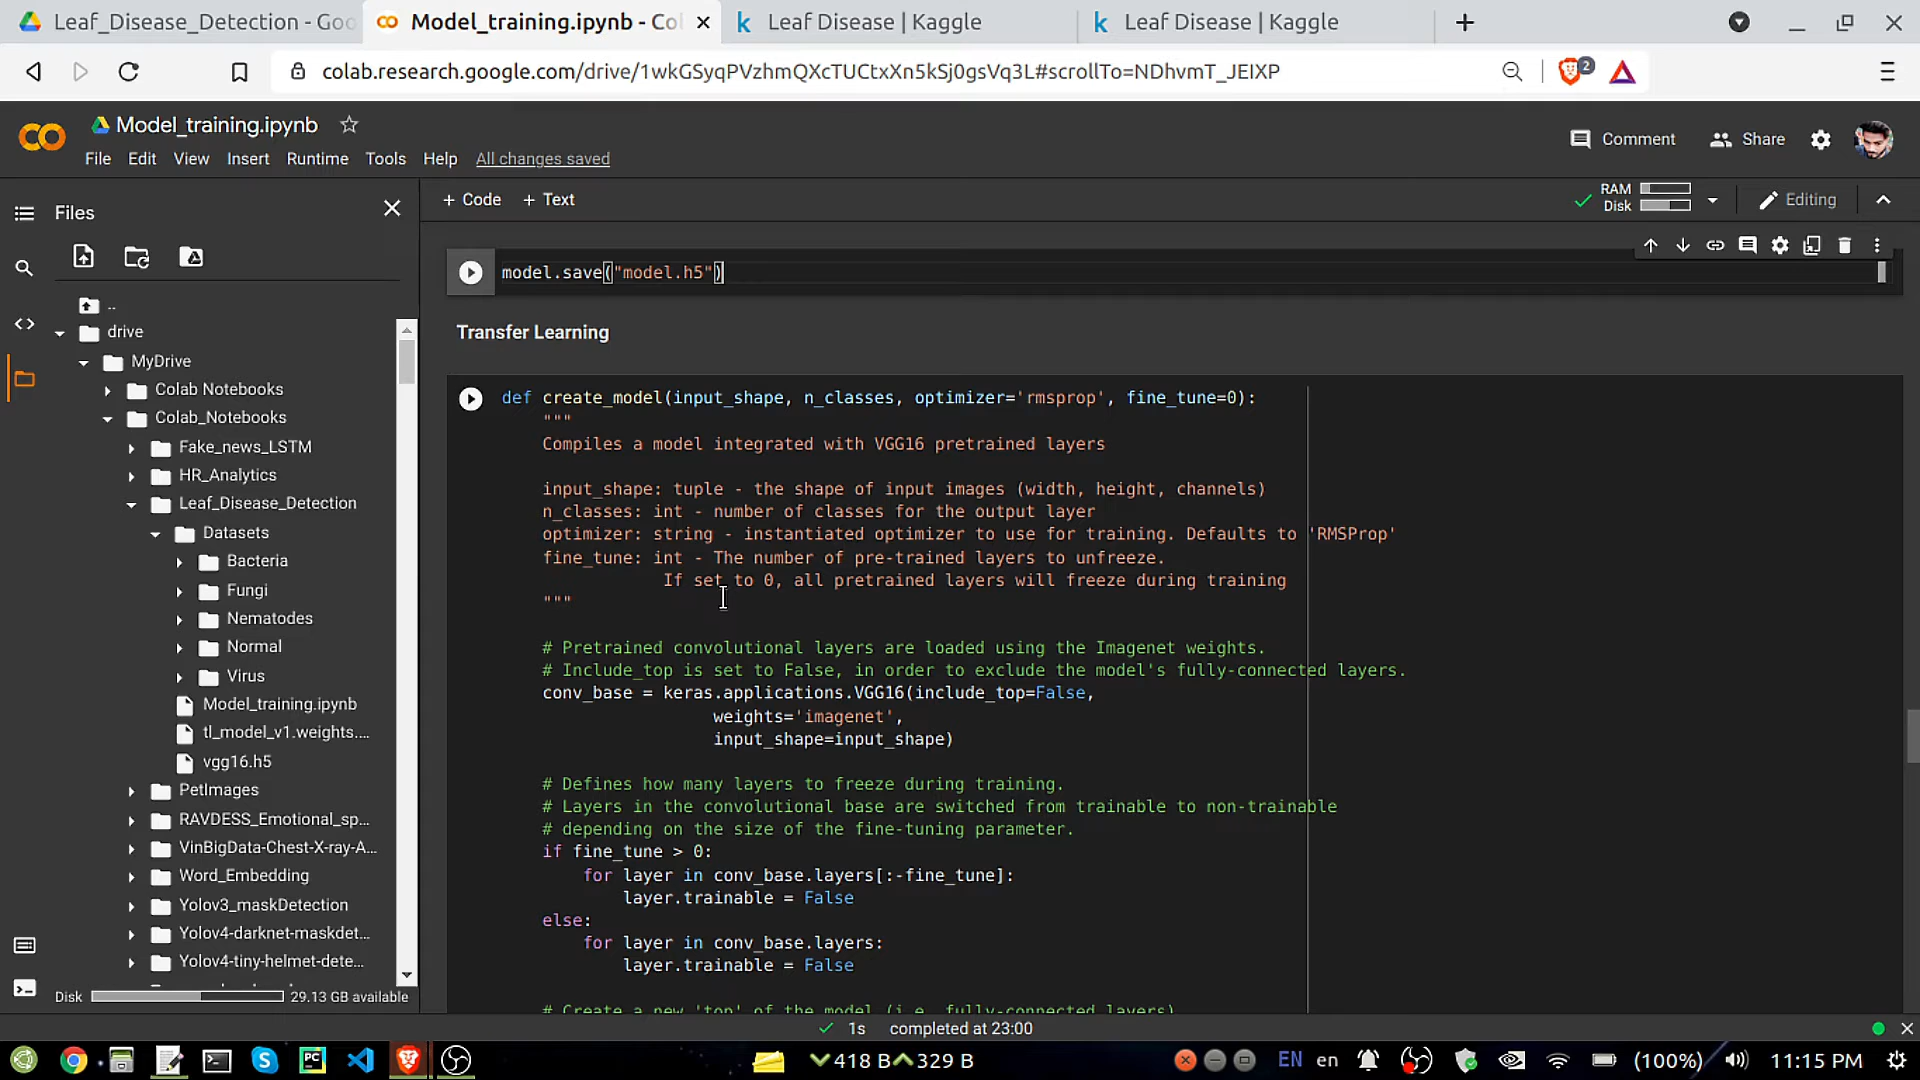 Leaf_Disease_Detection - Goo
Model_training.ipynb - Col
Leaf Disease | Kaggle
Leaf Disease | Kaggle
colab.research.google.com/drive/1wkGSyqPVzhmQXcTUCtxXn5kSj0gsVq3L#scrollTo=NDhvmT_JEIXP
2
Model_training.ipynb
File Edit View Insert Runtime Tools Help All changes saved
Comment
Share
Files
+ Code + Text
RAM
Disk
Editing
..
drive
MyDrive
Colab Notebooks
Colab_Notebooks
Fake_news_LSTM
HR_Analytics
Leaf_Disease_Detection
Datasets
Bacteria
Fungi
Nematodes
Normal
Virus
Model_training.ipynb
tl_model_v1.weights....
vgg16.h5
PetImages
RAVDESS_Emotional_sp...
VinBigData-Chest-X-ray-A...
Word_Embedding
Yolov3_maskDetection
Yolov4-darknet-maskdet...
Yolov4-tiny-helmet-dete...
Disk 29.13 GB available
model.save("model.h5")
Transfer Learning
def create_model(input_shape, n_classes, optimizer='rmsprop', fine_tune=0):
"""
Compiles a model integrated with VGG16 pretrained layers
input_shape: tuple - the shape of input images (width, height, channels)
n_classes: int - number of classes for the output layer
optimizer: string - instantiated optimizer to use for training. Defaults to 'RMSProp'
fine_tune: int - The number of pre-trained layers to unfreeze.
If set to 0, all pretrained layers will freeze during training
"""
# Pretrained convolutional layers are loaded using the Imagenet weights.
# Include_top is set to False, in order to exclude the model's fully-connected layers.
conv_base = keras.applications.VGG16(include_top=False,
weights='imagenet',
input_shape=input_shape)
# Defines how many layers to freeze during training.
# Layers in the convolutional base are switched from trainable to non-trainable
# depending on the size of the fine-tuning parameter.
if fine_tune > 0:
for layer in conv_base.layers[:-fine_tune]:
layer.trainable = False
else:
for layer in conv_base.layers:
layer.trainable = False
# Create a new 'top' of the model (i.e. fully-connected layers)
1s completed at 23:00
418 B 329 B
EN en
(100%)
11:15 PM